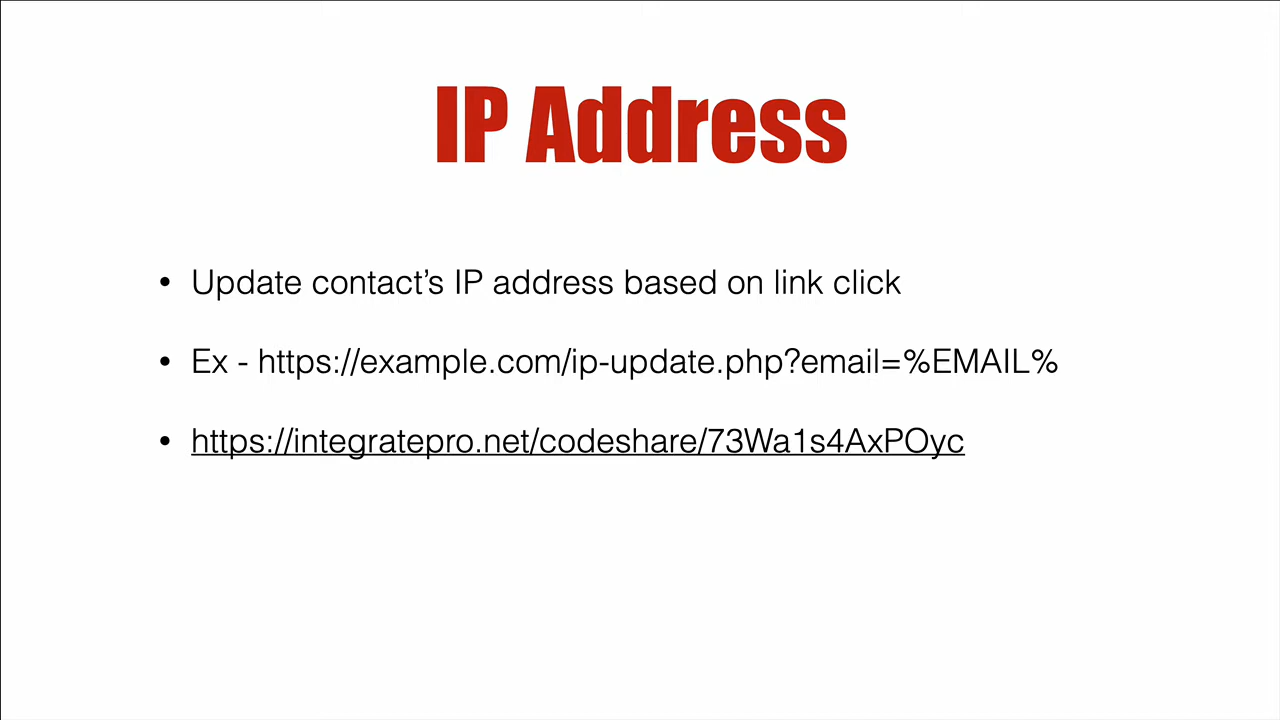 IP Address
• Update contact’s IP address based on link click
• Ex - https://example.com/ip-update.php?email=%EMAIL%
• https://integratepro.net/codeshare/73Wa1s4AxPOyc